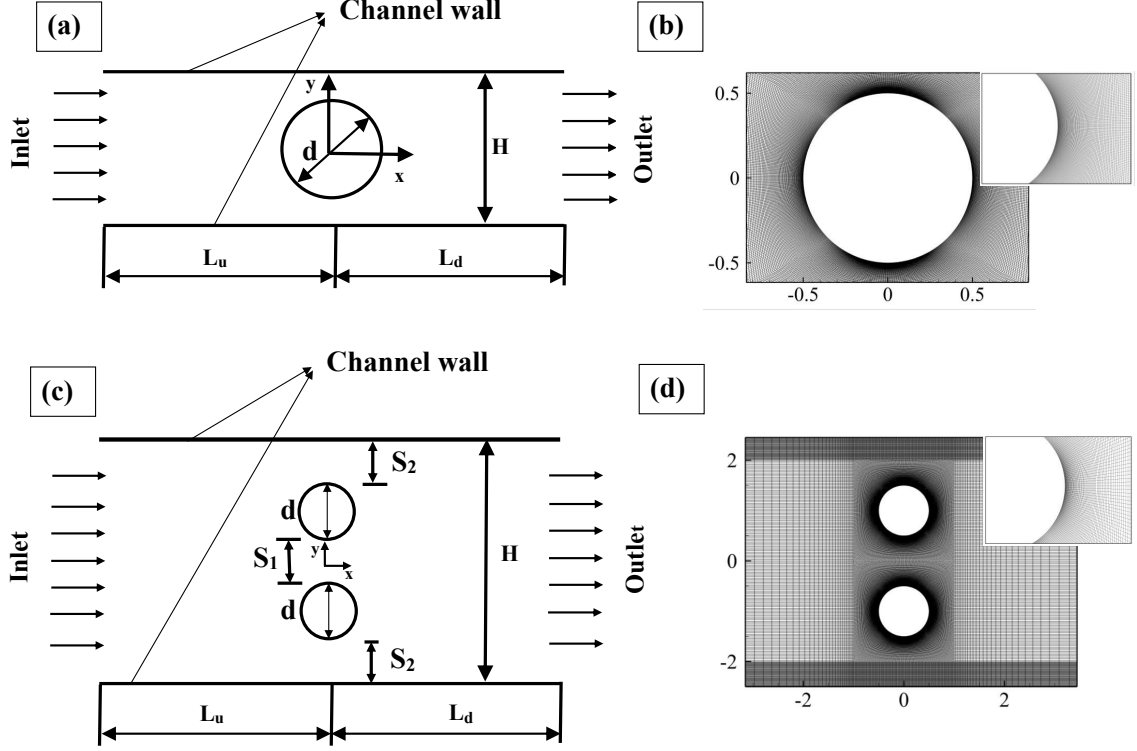 (a)
Channel wall
Inlet
y
d
x
H
Outlet
Lu
Ld
(b)
0.5
0
-0.5
-0.5
0
0.5
(c)
Channel wall
Inlet
S2
d
y
S1
x
d
S2
H
Outlet
Lu
Ld
(d)
2
0
-2
-2
0
2